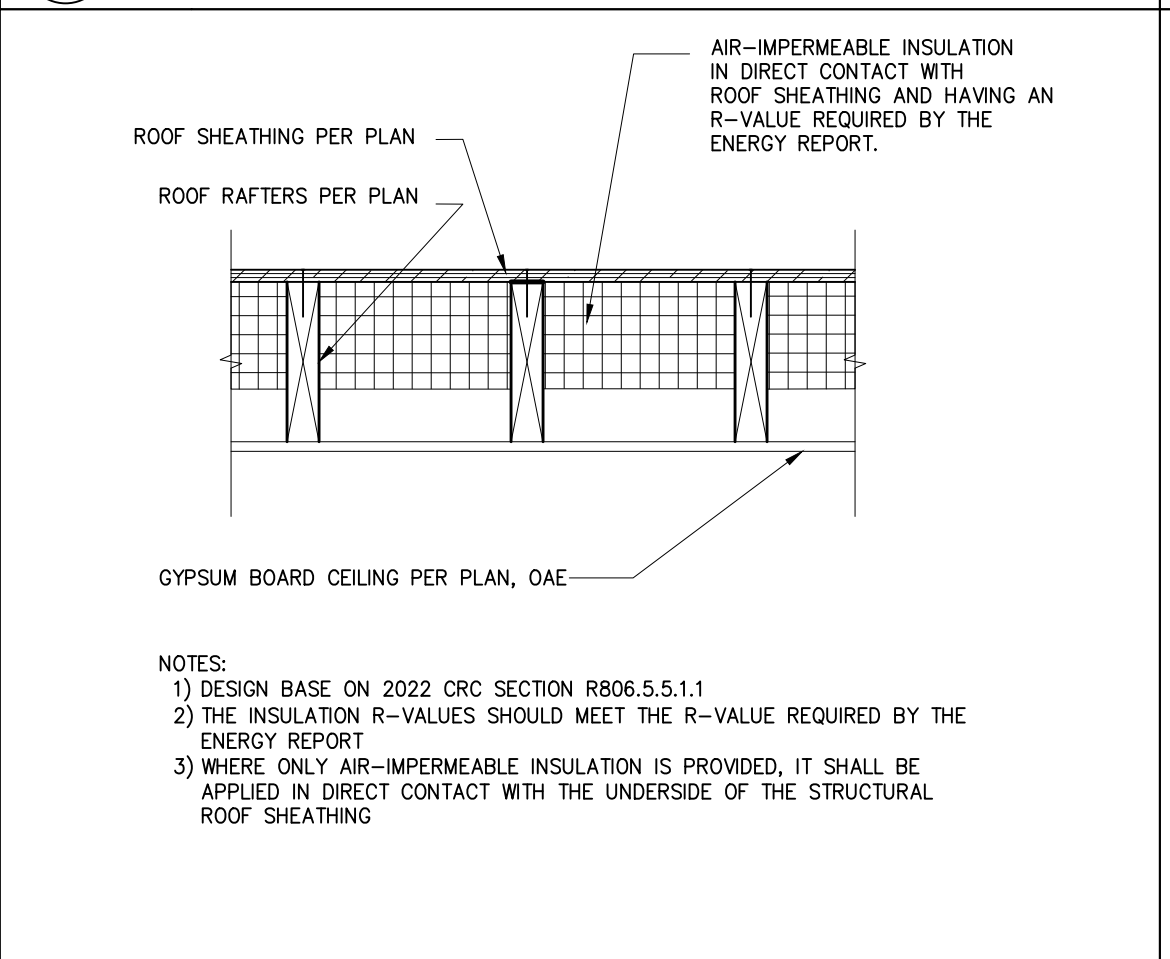 AIR-IMPERMEABLE INSULATION
IN DIRECT CONTACT WITH
ROOF SHEATHING AND HAVING AN
R-VALUE REQUIRED BY THE
ENERGY REPORT.
ROOF SHEATHING PER PLAN
ROOF RAFTERS PER PLAN
GYPSUM BOARD CEILING PER PLAN, OAE
NOTES:
1) DESIGN BASE ON 2022 CRC SECTION R806.5.5.1.1
2) THE INSULATION R-VALUES SHOULD MEET THE R-VALUE REQUIRED BY THE
ENERGY REPORT
3) WHERE ONLY AIR-IMPERMEABLE INSULATION IS PROVIDED, IT SHALL BE
APPLIED IN DIRECT CONTACT WITH THE UNDERSIDE OF THE STRUCTURAL
ROOF SHEATHING